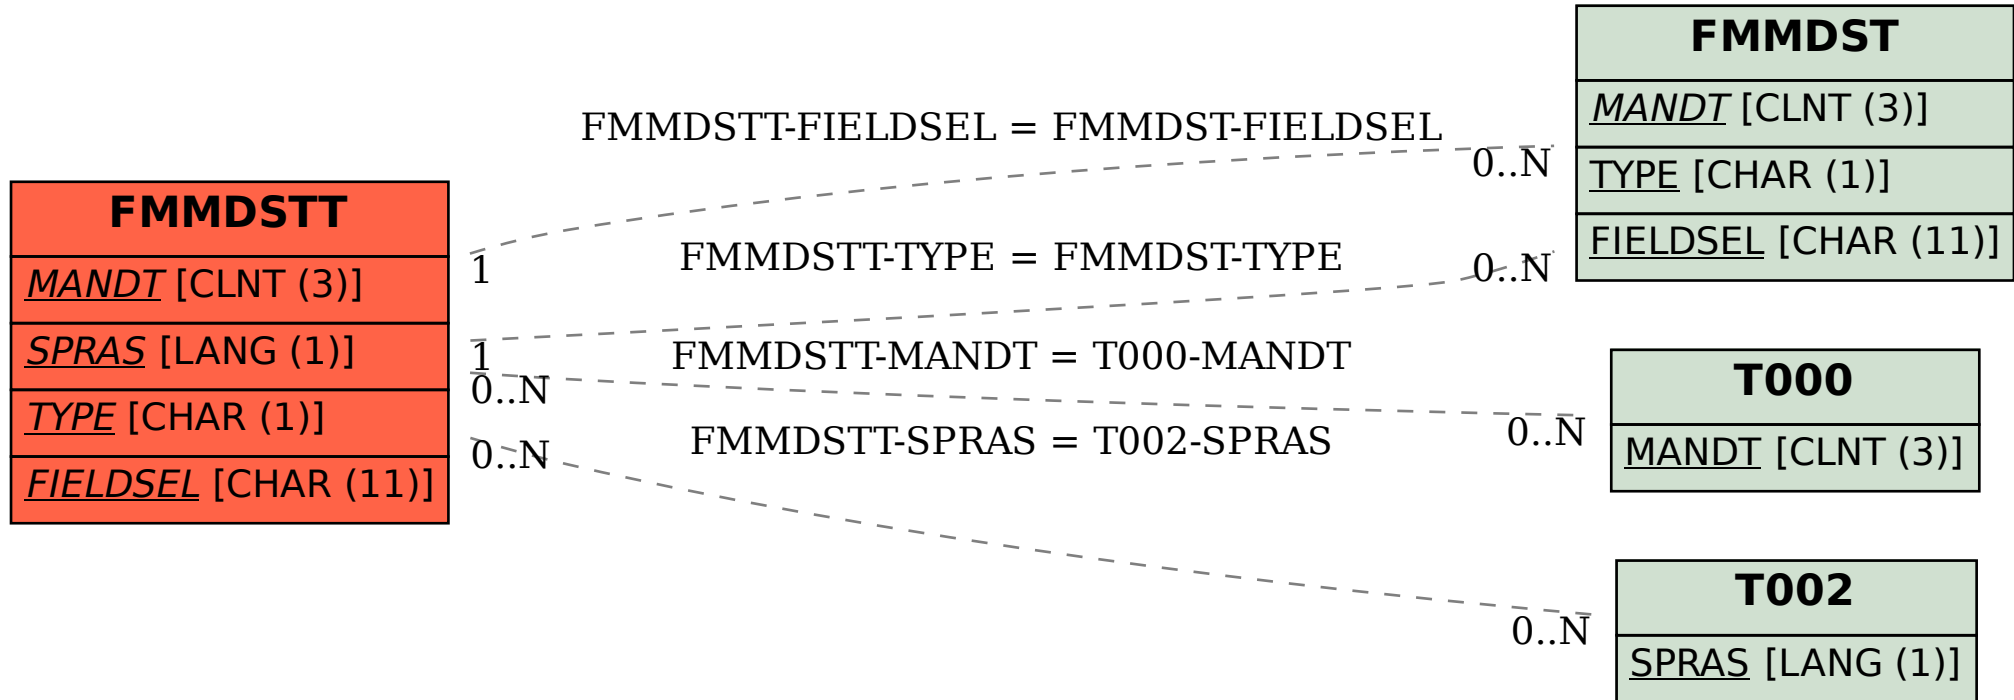 FMMDSTT
MANDT [CLNT (3)]
SPRAS [LANG (1)]
TYPE [CHAR (1)]
FIELDSEL [CHAR (11)]
FMMDSTT-FIELDSEL = FMMDST-FIELDSEL
1
0..N
FMMDSTT-TYPE = FMMDST-TYPE
1
0..N
FMMDSTT-MANDT = T000-MANDT
0..N
0..N
FMMDSTT-SPRAS = T002-SPRAS
0..N
0..N
FMMDST
MANDT [CLNT (3)]
TYPE [CHAR (1)]
FIELDSEL [CHAR (11)]
T000
MANDT [CLNT (3)]
T002
SPRAS [LANG (1)]